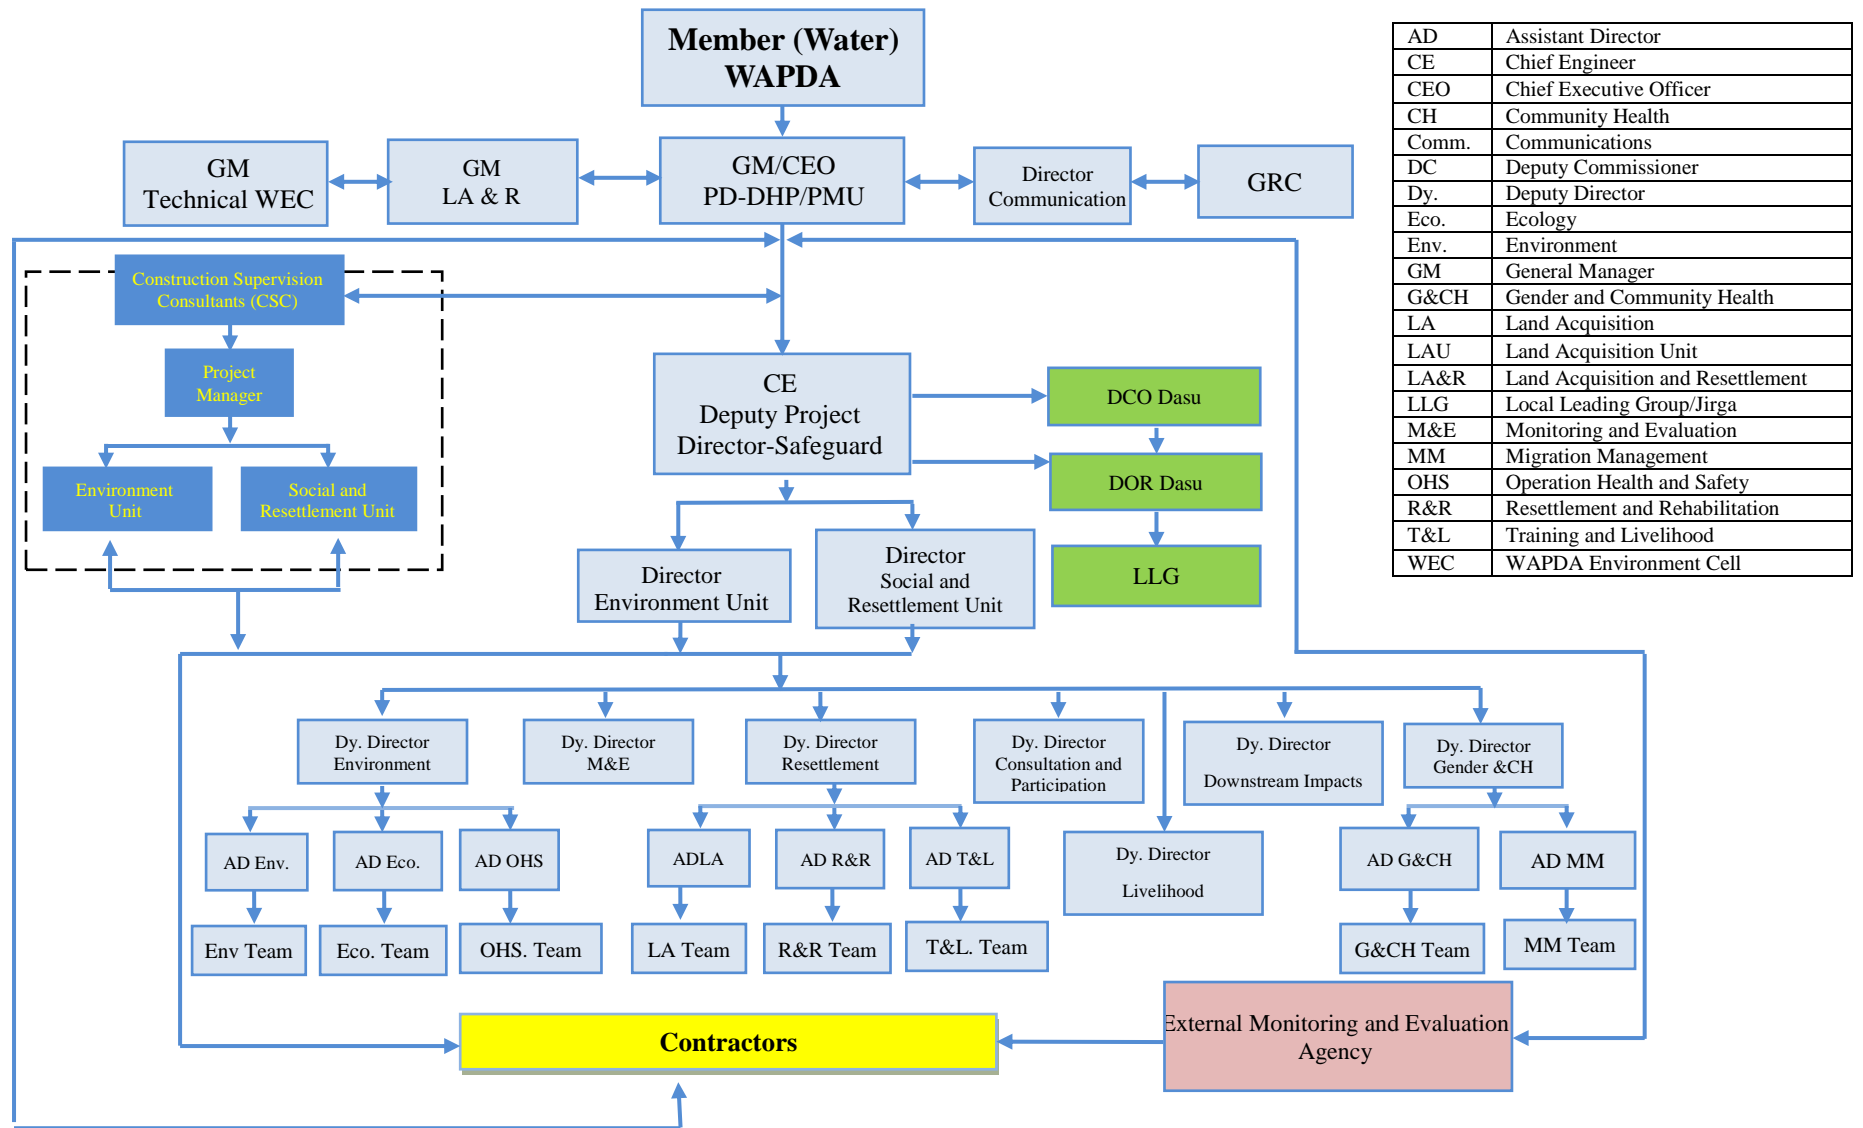 Member (Water)
WAPDA
GM
Technical WEC
GM
LA & R
GM/CEO
PD-DHP/PMU
Director
Communication
GRC
Construction Supervision
Consultants (CSC)
Project
Manager
Environment
Unit
Social and
Resettlement Unit
CE
Deputy Project
Director-Safeguard
DCO Dasu
DOR Dasu
LLG
Director
Environment Unit
Director
Social and
Resettlement Unit
Dy. Director
Environment
Dy. Director
M&E
Dy. Director
Resettlement
Dy. Director
Consultation and
Participation
Dy. Director
Downstream Impacts
Dy. Director
Gender &CH
AD Env.
AD Eco.
AD OHS
ADLA
AD R&R
AD T&L
Dy. Director
Livelihood
AD G&CH
AD MM
Env Team
Eco. Team
OHS. Team
LA Team
R&R Team
T&L. Team
G&CH Team
MM Team
Contractors
External Monitoring and Evaluation
Agency
AD Assistant Director
CE Chief Engineer
CEO Chief Executive Officer
CH Community Health
Comm. Communications
DC Deputy Commissioner
Dy. Deputy Director
Eco. Ecology
Env. Environment
GM General Manager
G&CH Gender and Community Health
LA Land Acquisition
LAU Land Acquisition Unit
LA&R Land Acquisition and Resettlement
LLG Local Leading Group/Jirga
M&E Monitoring and Evaluation
MM Migration Management
OHS Operation Health and Safety
R&R Resettlement and Rehabilitation
T&L Training and Livelihood
WEC WAPDA Environment Cell